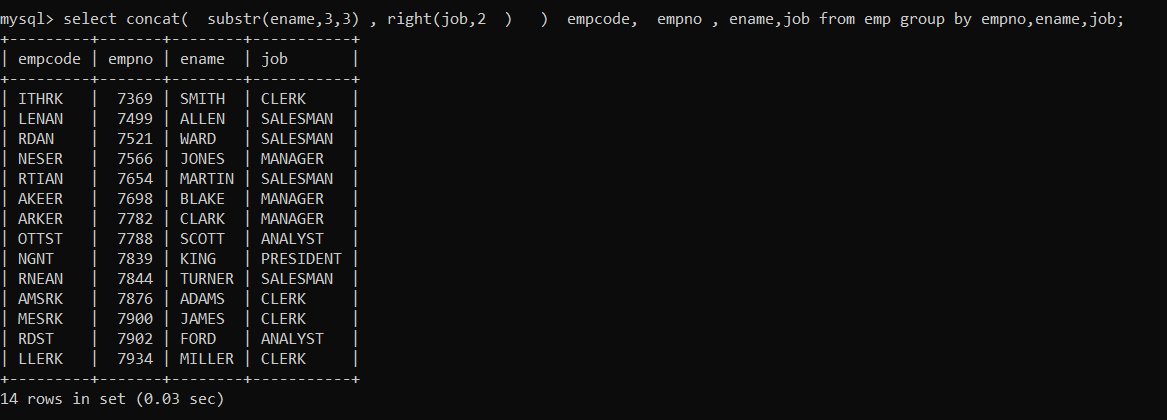 mysql> select concat(  substr(ename,3,3) , right(job,2  )   )  empcode,  empno , ename,job from emp group by empno,ename,job;
+---------+-------+--------+-----------+
| empcode | empno | ename  | job       |
+---------+-------+--------+-----------+
| ITHRK   |  7369 | SMITH  | CLERK     |
| LENAN   |  7499 | ALLEN  | SALESMAN  |
| RDAN    |  7521 | WARD   | SALESMAN  |
| NESER   |  7566 | JONES  | MANAGER   |
| RTIAN   |  7654 | MARTIN | SALESMAN  |
| AKEER   |  7698 | BLAKE  | MANAGER   |
| ARKER   |  7782 | CLARK  | MANAGER   |
| OTTST   |  7788 | SCOTT  | ANALYST   |
| NGNT    |  7839 | KING   | PRESIDENT |
| RNEAN   |  7844 | TURNER | SALESMAN  |
| AMSRK   |  7876 | ADAMS  | CLERK     |
| MESRK   |  7900 | JAMES  | CLERK     |
| RDST    |  7902 | FORD   | ANALYST   |
| LLERK   |  7934 | MILLER | CLERK     |
+---------+-------+--------+-----------+
14 rows in set (0.03 sec)